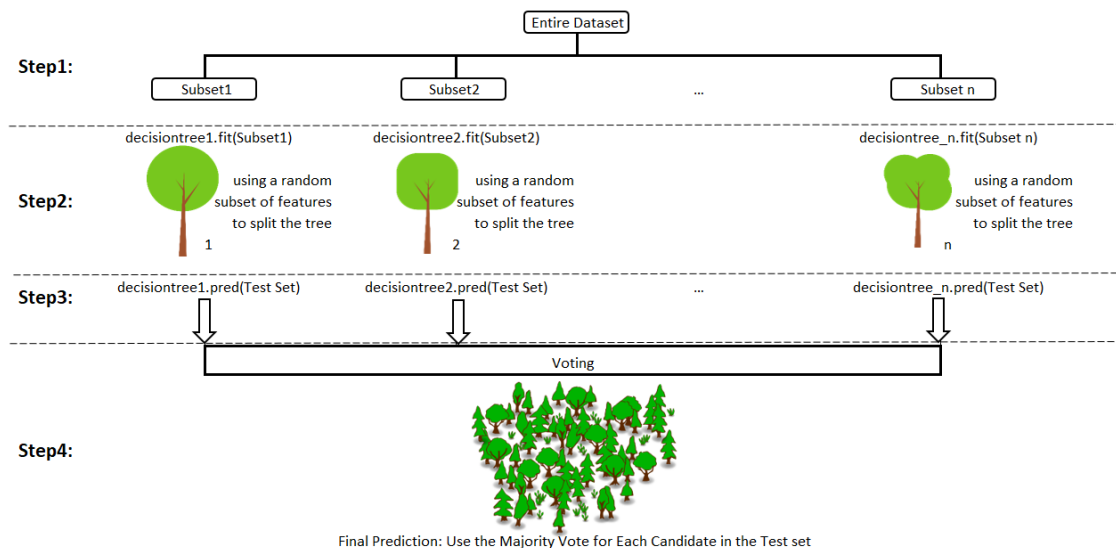 Entire Dataset
Step1:
Subset1
Subset2
...
Subset n
decisiontree1.fit(Subset1)
decisiontree2.fit(Subset2)
decisiontree_n.fit(Subset n)
Step2:
using a random
subset of features
to split the tree
1
using a random
subset of features
to split the tree
2
using a random
subset of features
to split the tree
n
Step3:
decisiontree1.pred(Test Set)
decisiontree2.pred(Test Set)
...
decisiontree_n.pred(Test Set)
Voting
Step4:
Final Prediction: Use the Majority Vote for Each Candidate in the Test set